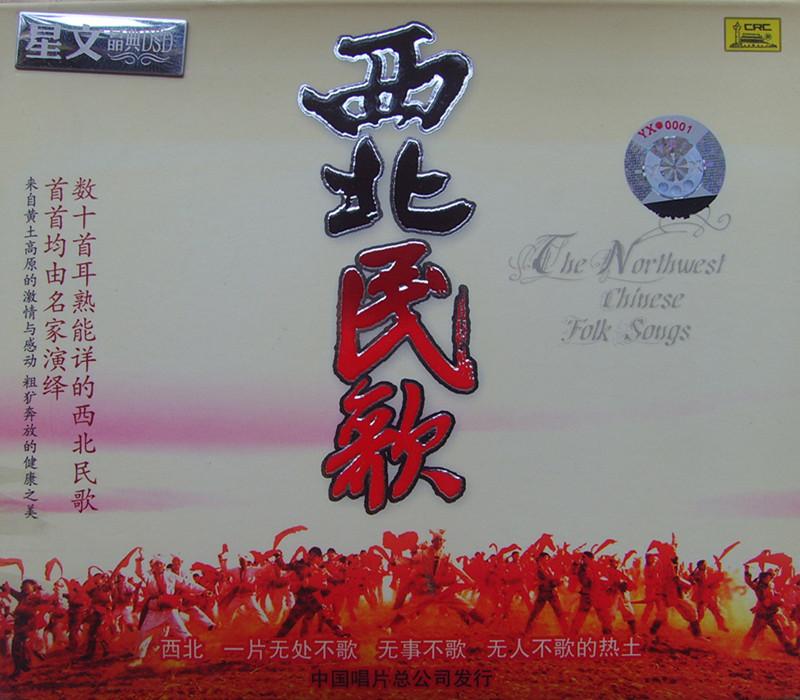 星文 晶典DSD
CRC
YX●0001
西北民歌
The Northwest
Chinese
Folk Songs
数十首耳熟能详的西北民歌
首首均由名家演绎
来自黄土高原的激情与感动 粗犷奔放的健康之美
西北 一片无处不歌 无事不歌 无人不歌的热土
中国唱片总公司发行